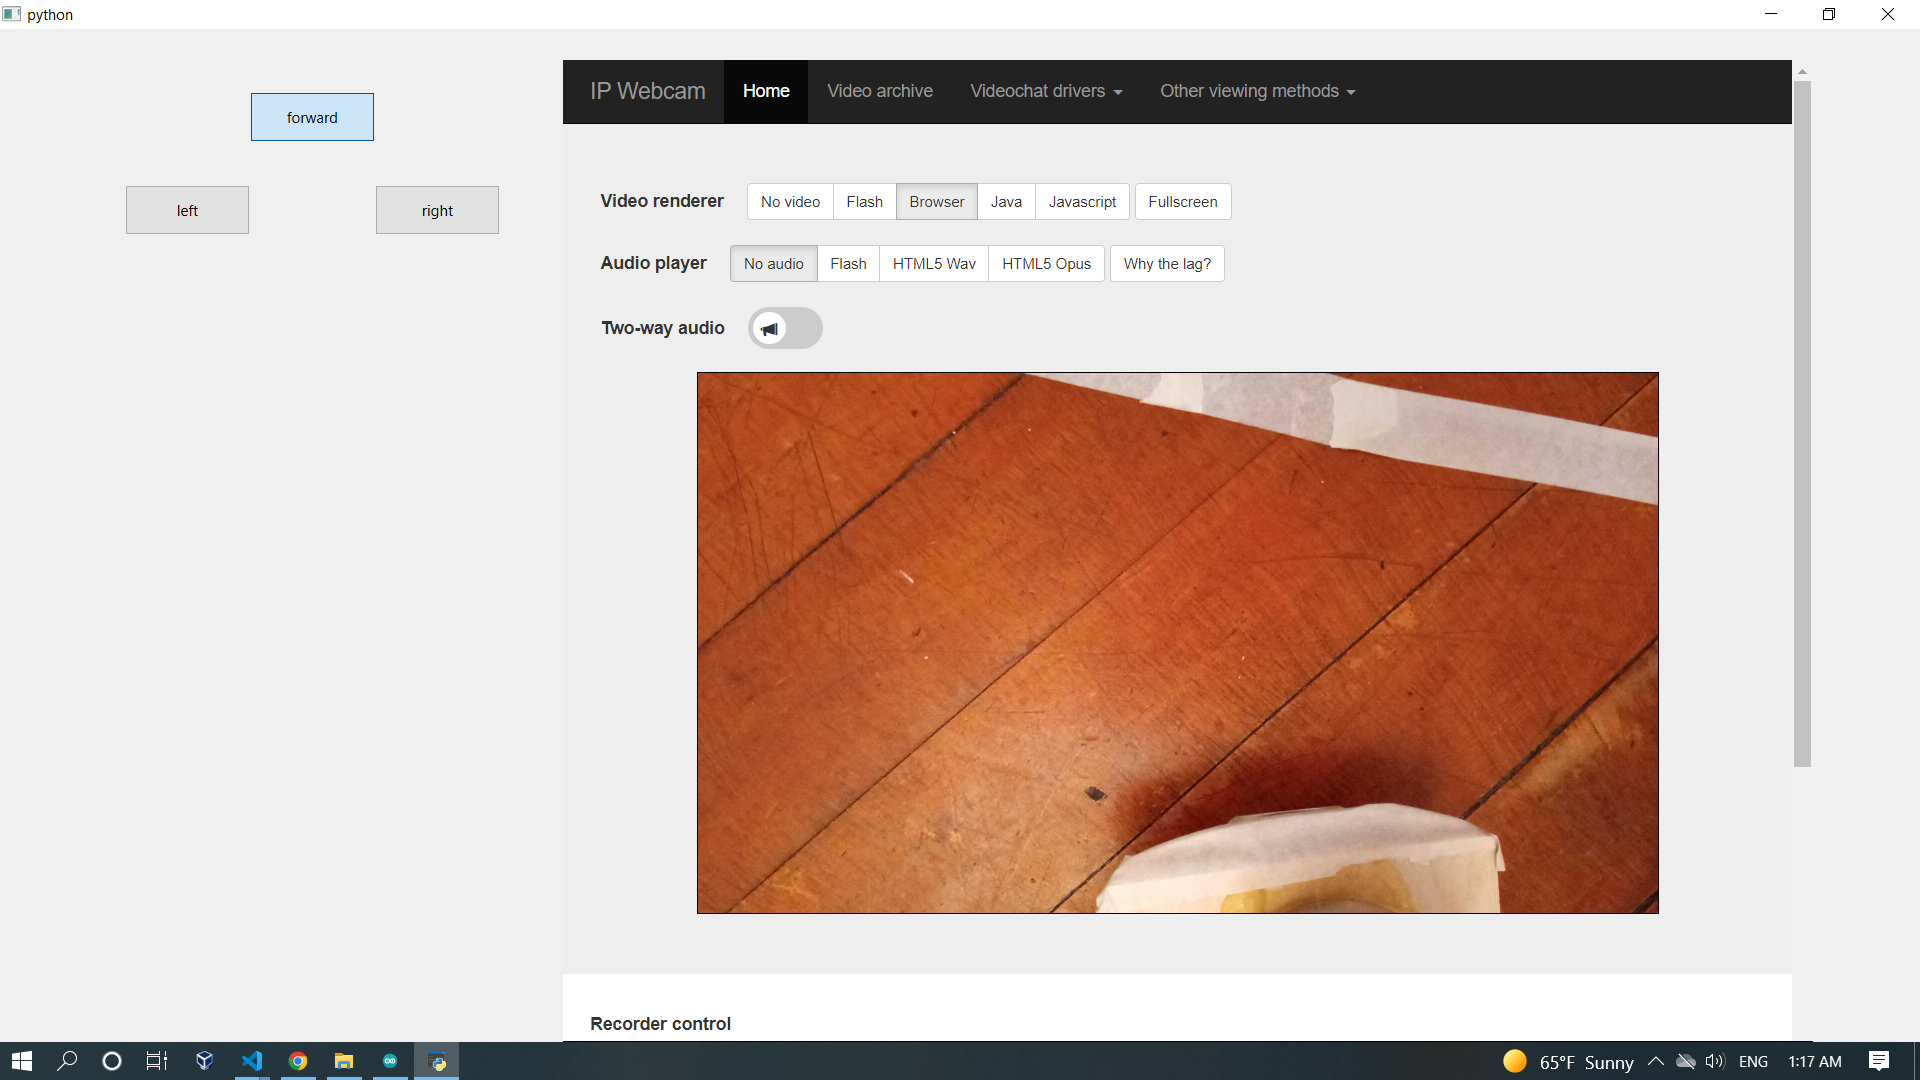 python
forward
left
right
IP Webcam Home Video archive Videochat drivers Other viewing methods
Video renderer No video Flash Browser Java Javascript Fullscreen
Audio player No audio Flash HTML5 Wav HTML5 Opus Why the lag?
Two-way audio
Recorder control
65°F Sunny ENG 1:17 AM